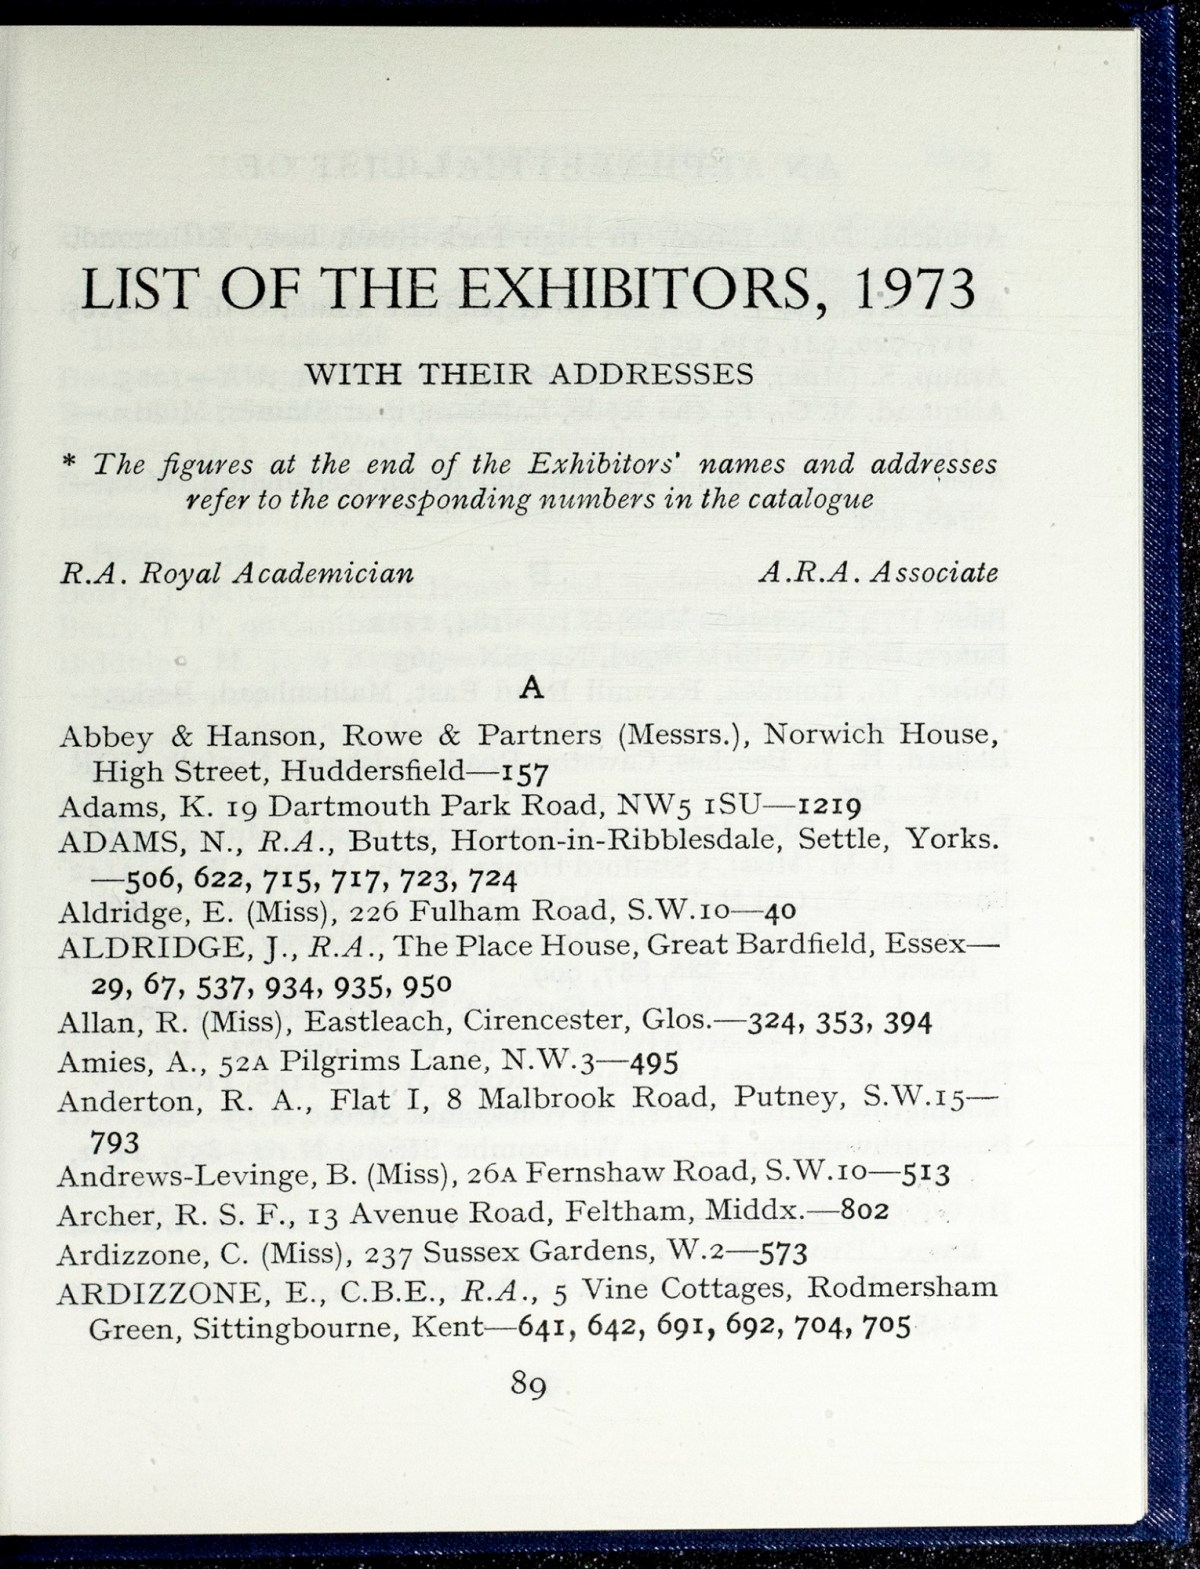 LIST OF THE EXHIBITORS, 1973
WITH THEIR ADDRESSES
* The figures at the end of the Exhibitors' names and addresses
refer to the corresponding numbers in the catalogue
R.A. Royal Academician A.R.A. Associate
A
Abbey & Hanson, Rowe & Partners (Messrs.), Norwich House,
High Street, Huddersfield—157
Adams, K. 19 Dartmouth Park Road, NW5 1SU—1219
ADAMS, N., R.A., Butts, Horton-in-Ribblesdale, Settle, Yorks.
—506, 622, 715, 717, 723, 724
Aldridge, E. (Miss), 226 Fulham Road, S.W.10—40
ALDRIDGE, J., R.A., The Place House, Great Bardfield, Essex—
29, 67, 537, 934, 935, 950
Allan, R. (Miss), Eastleach, Cirencester, Glos.—324, 353, 394
Amies, A., 52A Pilgrims Lane, N.W.3—495
Anderton, R. A., Flat I, 8 Malbrook Road, Putney, S.W.15—
793
Andrews-Levinge, B. (Miss), 26A Fernshaw Road, S.W.10—513
Archer, R. S. F., 13 Avenue Road, Feltham, Middx.—802
Ardizzone, C. (Miss), 237 Sussex Gardens, W.2—573
ARDIZZONE, E., C.B.E., R.A., 5 Vine Cottages, Rodmersham
Green, Sittingbourne, Kent—641, 642, 691, 692, 704, 705
89